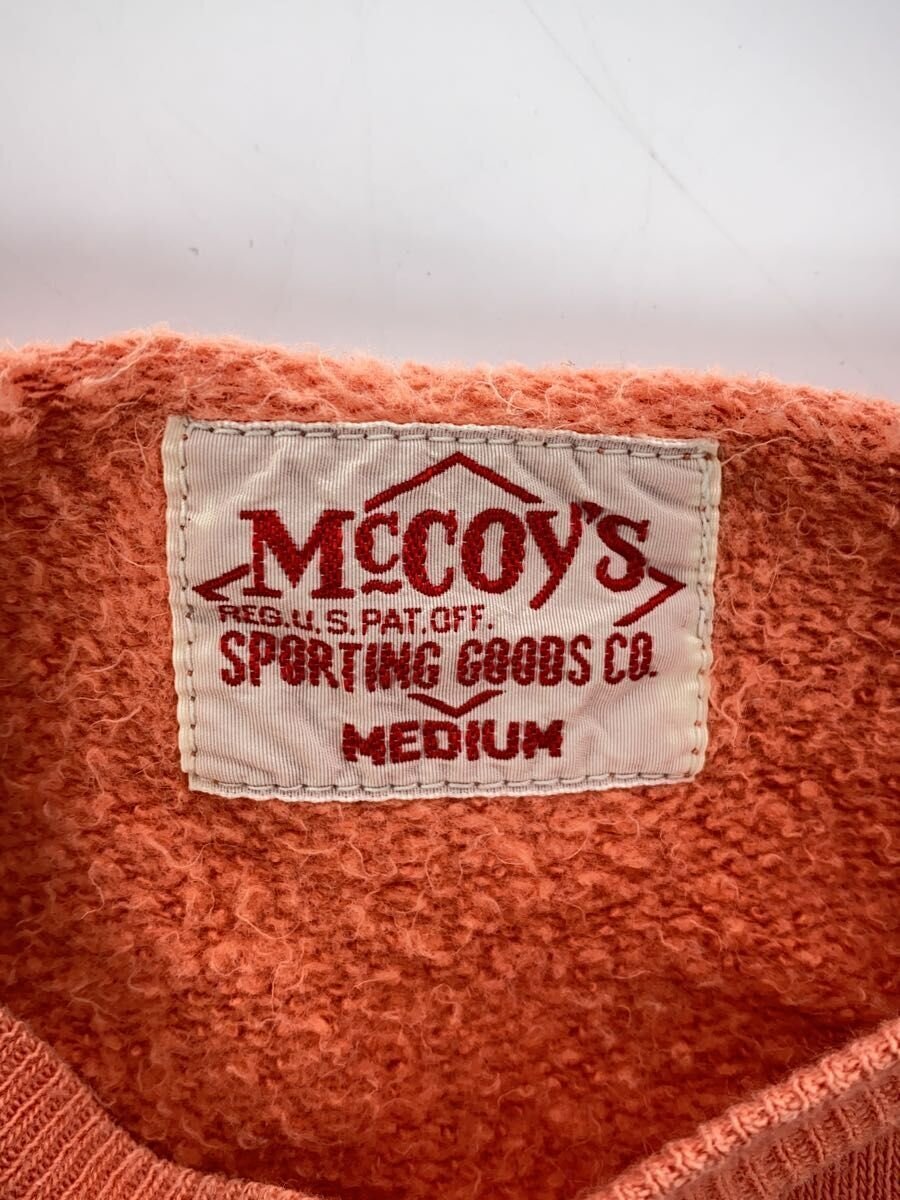 McCOY'S
REG.U.S.PAT.OFF.
SPORTING GOODS CO.
MEDIUM